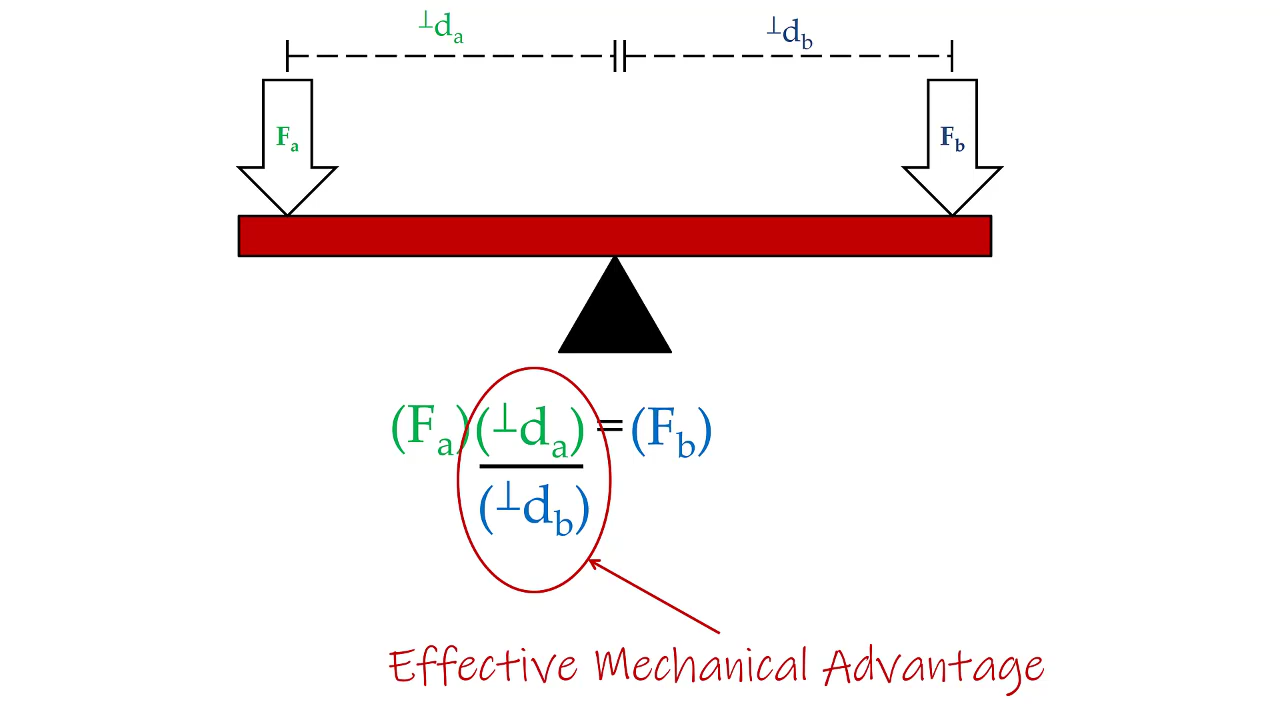 ⊥da ⊥db
Fa Fb
(Fa)(⊥da) = (Fb)
(⊥db)
Effective Mechanical Advantage